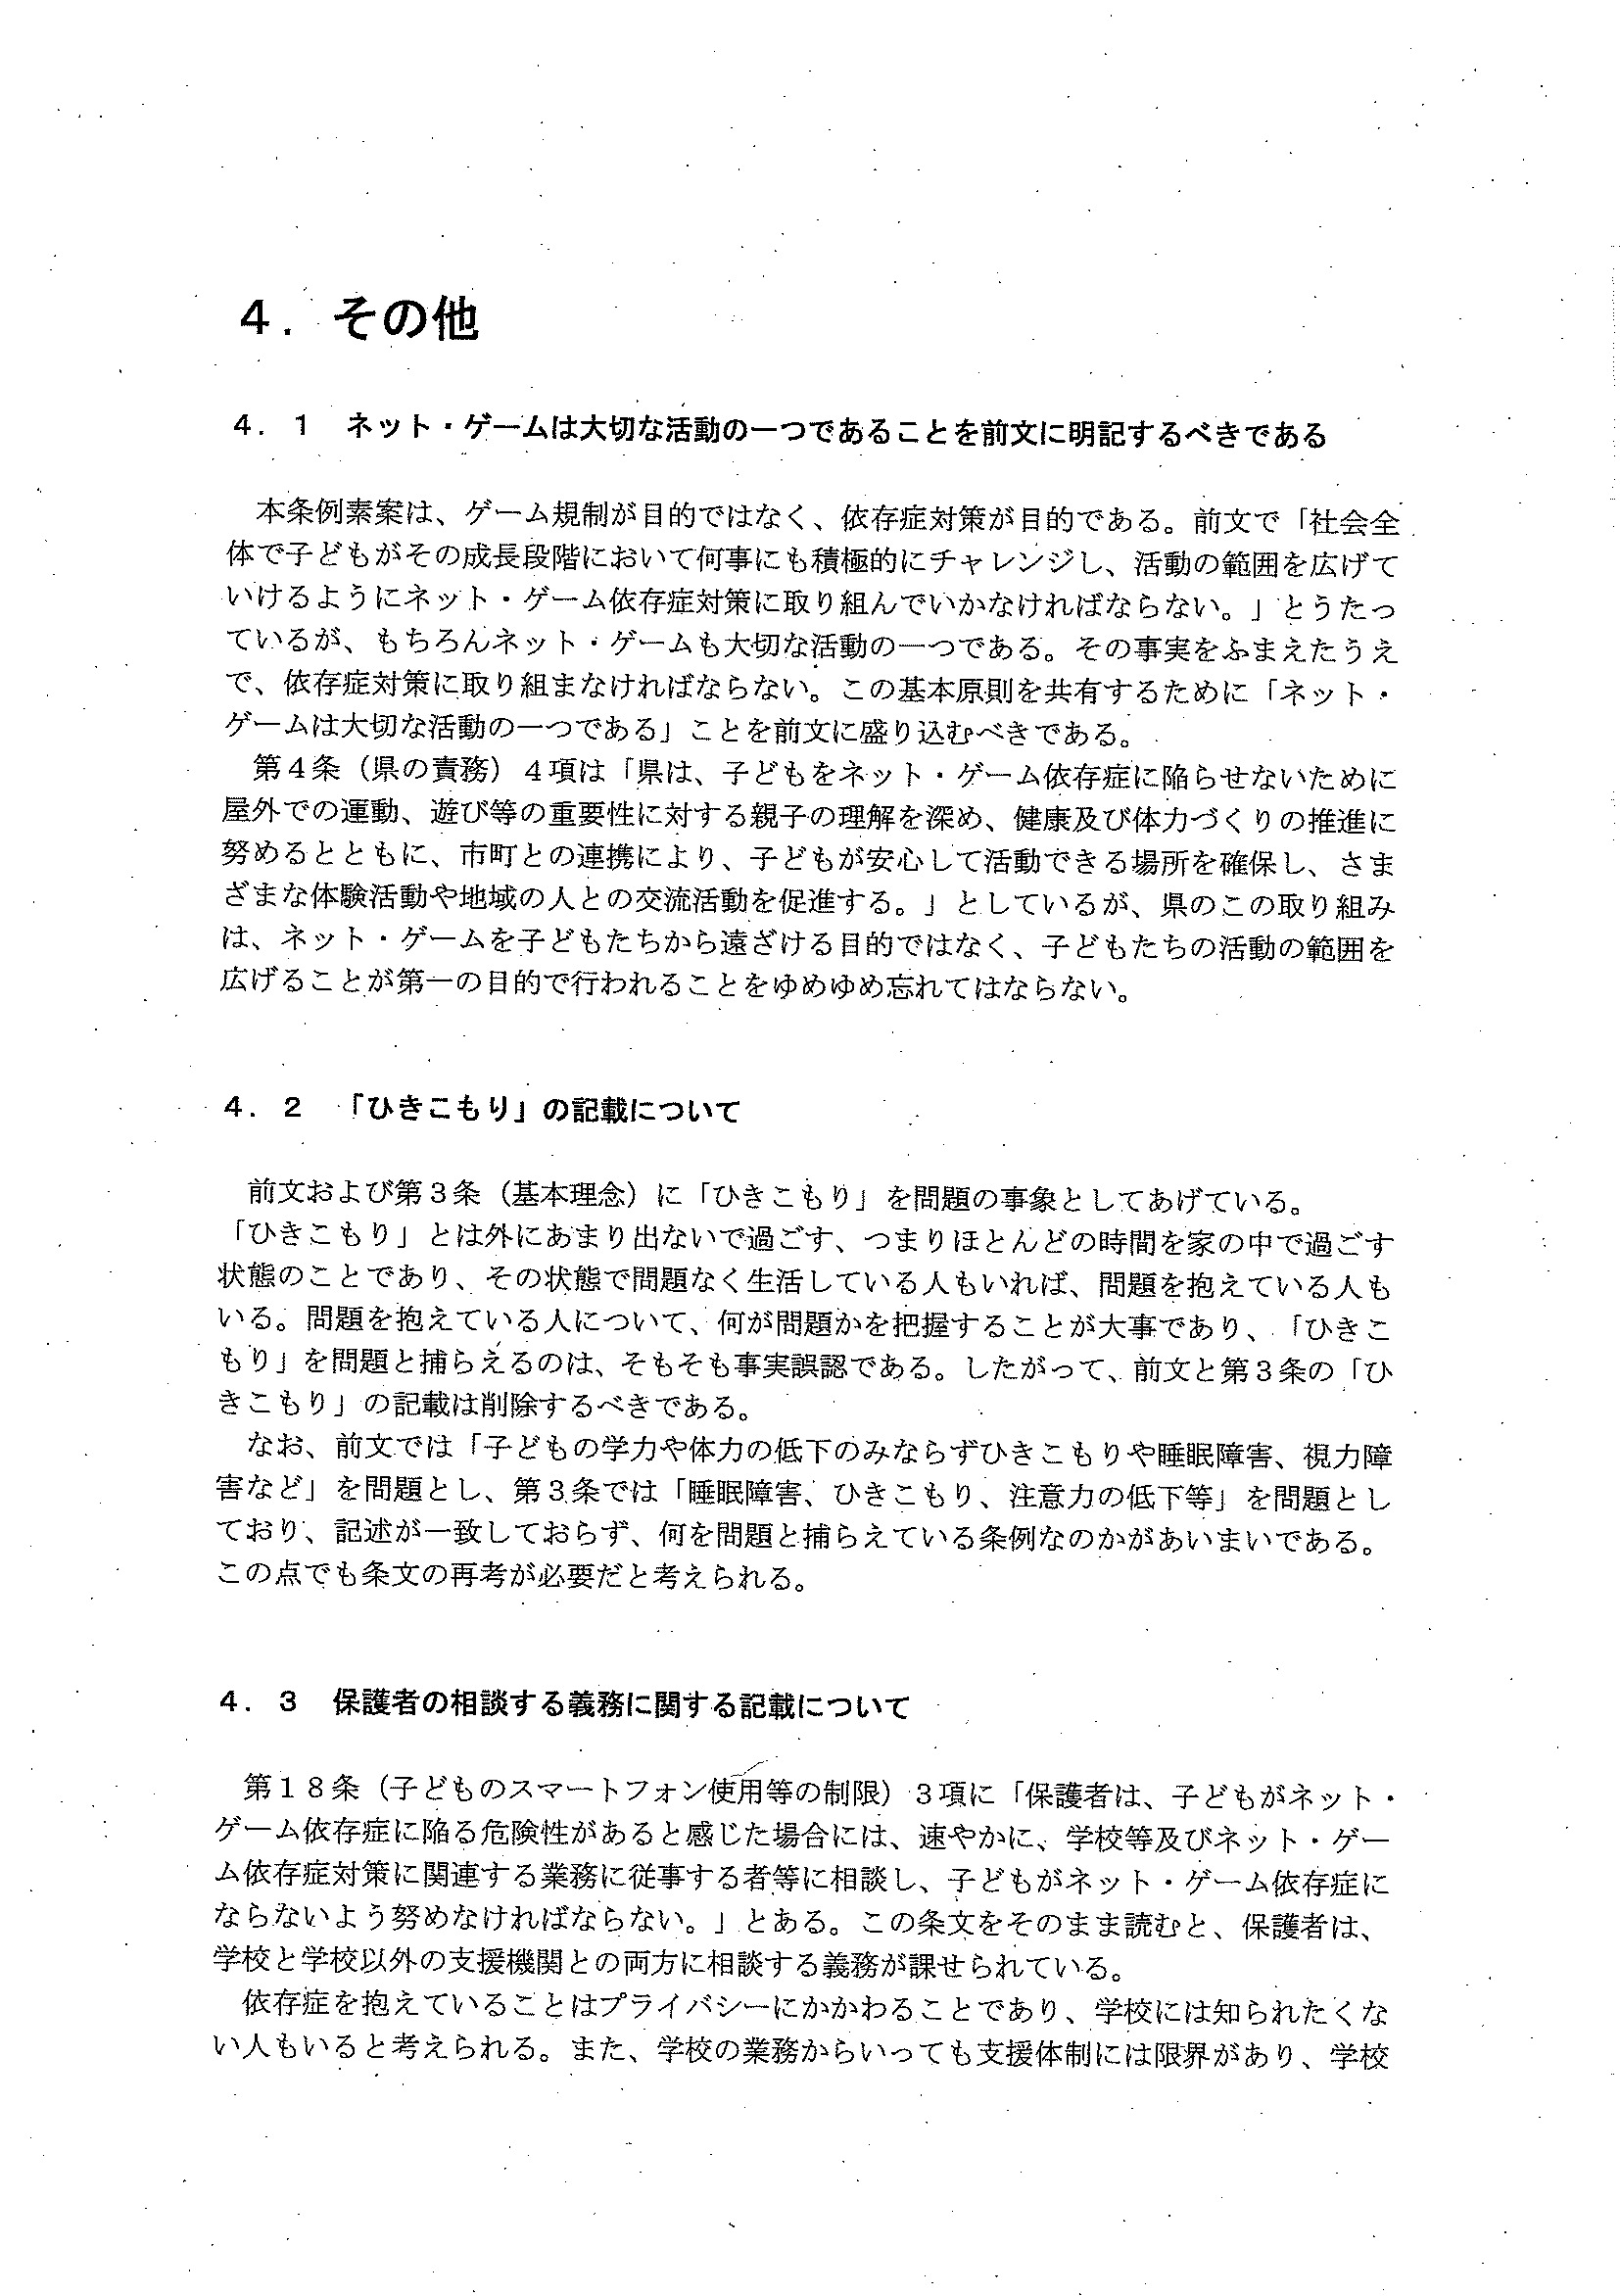 4．その他
4．1　ネット・ゲームは大切な活動の一つであることを前文に明記するべきである
　本条例素案は、ゲーム規制が目的ではなく、依存症対策が目的である。前文で「社会全
体で子どもがその成長段階において何事にも積極的にチャレンジし、活動の範囲を広げて
いけるようにネット・ゲーム依存症対策に取り組んでいかなければならない。」とうたっ
ているが、もちろんネット・ゲームも大切な活動の一つである。その事実をふまえたうえ
で、依存症対策に取り組まなければならない。この基本原則を共有するために「ネット・
ゲームは大切な活動の一つである」ことを前文に盛り込むべきである。
　第４条（県の責務）４項は「県は、子どもをネット・ゲーム依存症に陥らせないために
屋外での運動、遊び等の重要性に対する親子の理解を深め、健康及び体力づくりの推進に
努めるとともに、市町との連携により、子どもが安心して活動できる場所を確保し、さま
ざまな体験活動や地域の人との交流活動を促進する。」としているが、県のこの取り組み
は、ネット・ゲームを子どもたちから遠ざける目的ではなく、子どもたちの活動の範囲を
広げることが第一の目的で行われることをゆめゆめ忘れてはならない。
4．2　「ひきこもり」の記載について
　前文および第３条（基本理念）に「ひきこもり」を問題の事象としてあげている。
「ひきこもり」とは外にあまり出ないで過ごす、つまりほとんどの時間を家の中で過ごす
状態のことであり、その状態で問題なく生活している人もいれば、問題を抱えている人も
いる。問題を抱えている人について、何が問題かを把握することが大事であり、「ひきこ
もり」を問題と捕らえるのは、そもそも事実誤認である。したがって、前文と第３条の「ひ
きこもり」の記載は削除するべきである。
　なお、前文では「子どもの学力や体力の低下のみならずひきこもりや睡眠障害、視力障
害など」を問題とし、第３条では「睡眠障害、ひきこもり、注意力の低下等」を問題とし
ており、記述が一致しておらず、何を問題と捕らえている条例なのかがあいまいである。
この点でも条文の再考が必要だと考えられる。
4．3　保護者の相談する義務に関する記載について
　第１８条（子どものスマートフォン使用等の制限）３項に「保護者は、子どもがネット・
ゲーム依存症に陥る危険性があると感じた場合には、速やかに、学校等及びネット・ゲー
ム依存症対策に関連する業務に従事する者等に相談し、子どもがネット・ゲーム依存症に
ならないよう努めなければならない。」とある。この条文をそのまま読むと、保護者は、
学校と学校以外の支援機関との両方に相談する義務が課せられている。
　依存症を抱えていることはプライバシーにかかわることであり、学校には知られたくな
い人もいると考えられる。また、学校の業務からいっても支援体制には限界があり、学校